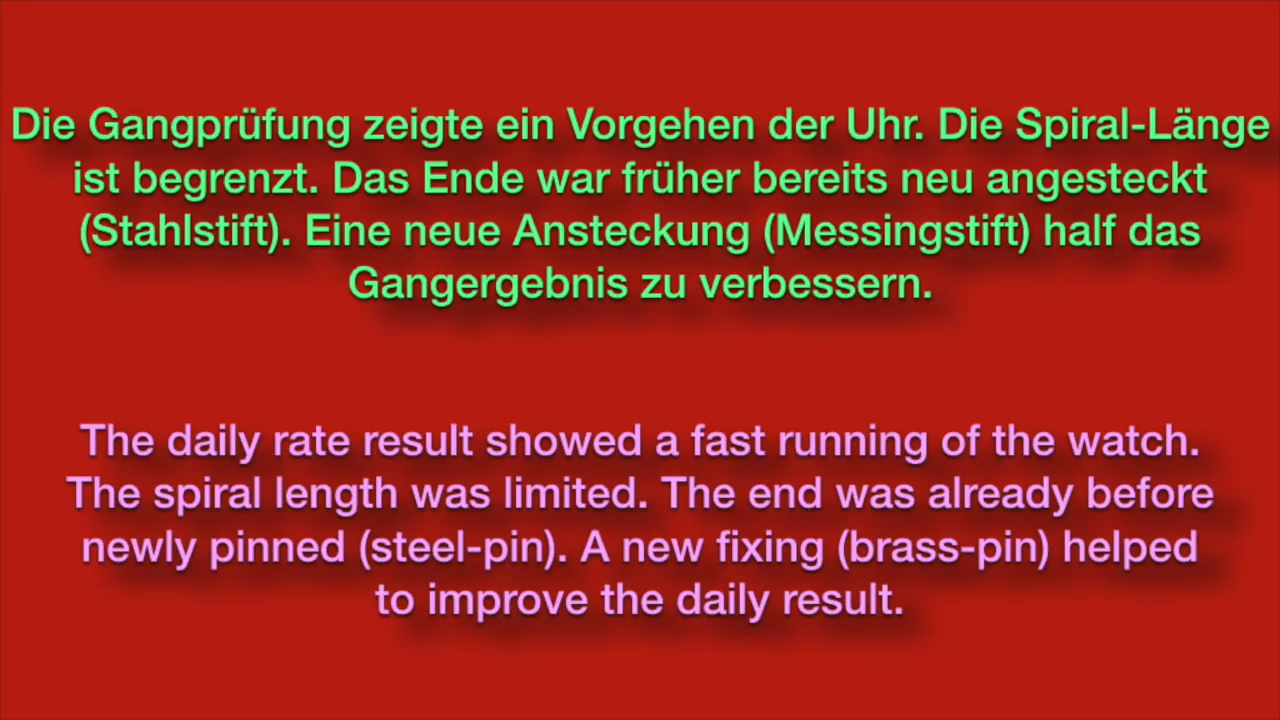 Die Gangprüfung zeigte ein Vorgehen der Uhr. Die Spiral-Länge
ist begrenzt. Das Ende war früher bereits neu angesteckt
(Stahlstift). Eine neue Ansteckung (Messingstift) half das
Gangergebnis zu verbessern.
The daily rate result showed a fast running of the watch.
The spiral length was limited. The end was already before
newly pinned (steel-pin). A new fixing (brass-pin) helped
to improve the daily result.